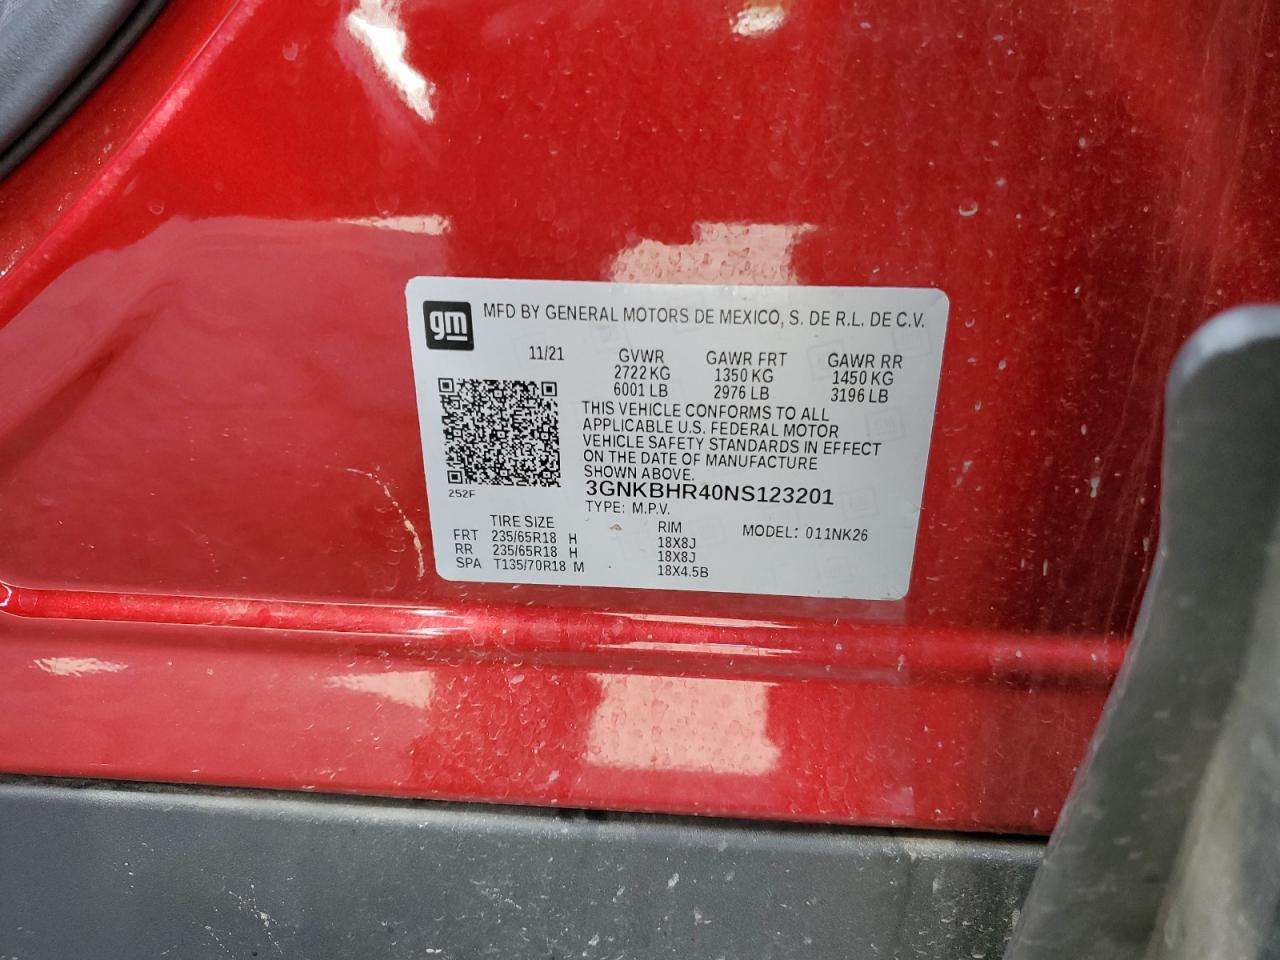 gm
MFD BY GENERAL MOTORS DE MEXICO, S. DE R.L. DE C.V.
11/21 GVWR GAWR FRT GAWR RR
2722 KG 1350 KG 1450 KG
6001 LB 2976 LB 3196 LB
THIS VEHICLE CONFORMS TO ALL
APPLICABLE U.S. FEDERAL MOTOR
VEHICLE SAFETY STANDARDS IN EFFECT
ON THE DATE OF MANUFACTURE
SHOWN ABOVE.
252F
3GNKBHR40NS123201
TYPE: M.P.V.
TIRE SIZE RIM MODEL: 011NK26
FRT 235/65R18 H 18X8J
RR 235/65R18 H 18X8J
SPA T135/70R18 M 18X4.5B